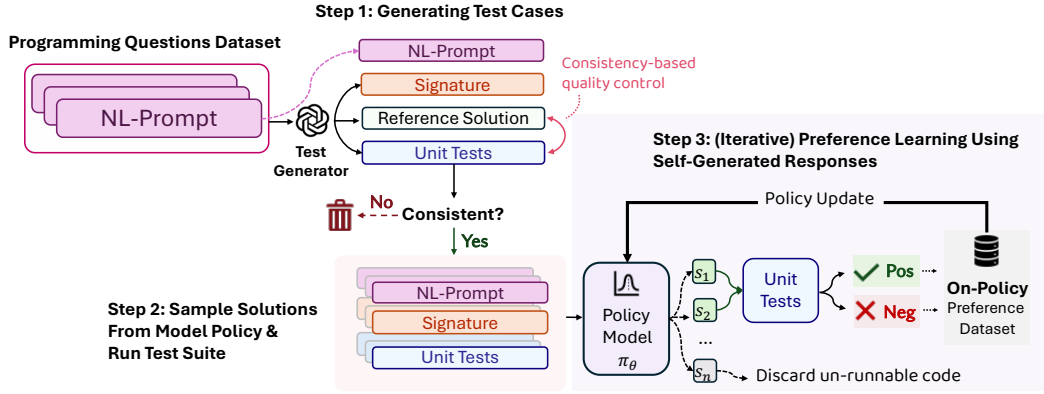 Step 1: Generating Test Cases
Programming Questions Dataset
NL-Prompt
NL-Prompt
Signature
Reference Solution
Unit Tests
Test
Generator
Consistency-based
quality control
No
Consistent?
Yes
Step 2: Sample Solutions
From Model Policy &
Run Test Suite
NL-Prompt
Signature
Unit Tests
Step 3: (Iterative) Preference Learning Using
Self-Generated Responses
Policy Update
Policy
Model
πθ
s1
s2
...
sn
Unit
Tests
Pos
Neg
On-Policy
Preference
Dataset
Discard un-runnable code